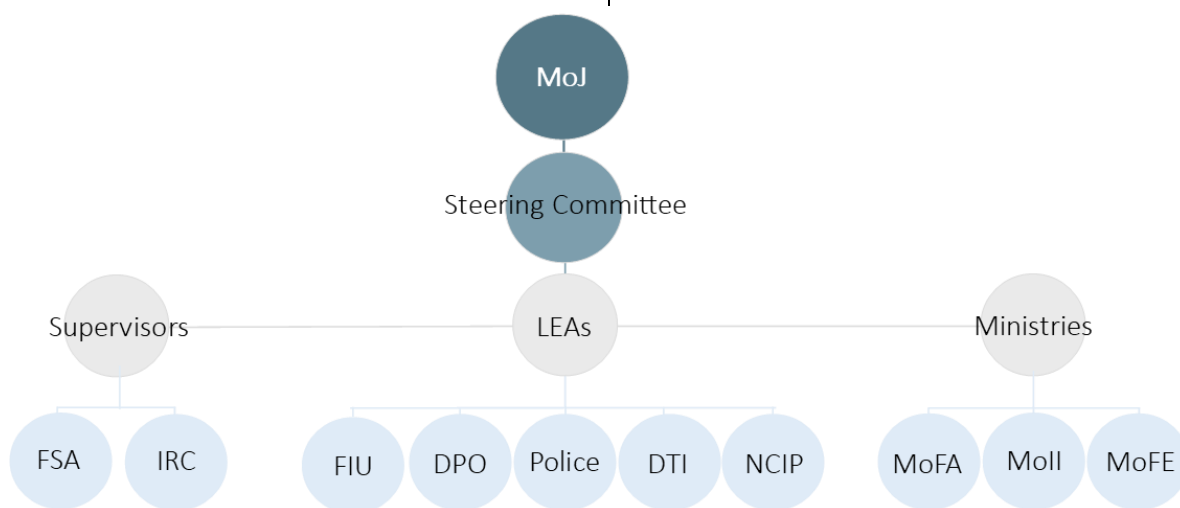 MoJ
Steering Committee
Supervisors
LEAs
Ministries
FSA
IRC
FIU
DPO
Police
DTI
NCIP
MoFA
MoII
MoFE